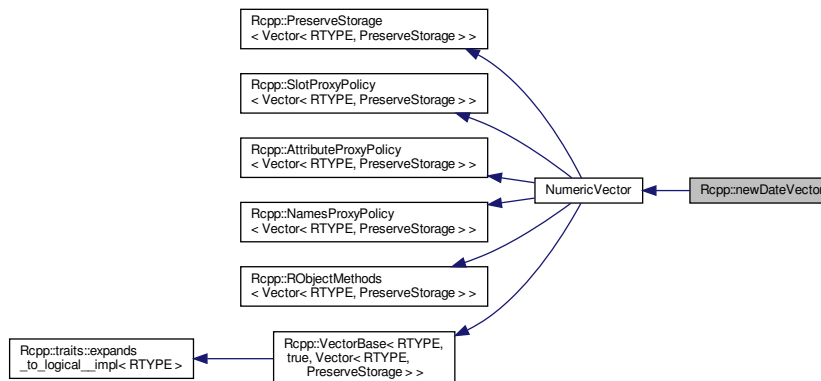 Rcpp::PreserveStorage
< Vector< RTYPE, PreserveStorage > >
Rcpp::SlotProxyPolicy
< Vector< RTYPE, PreserveStorage > >
Rcpp::AttributeProxyPolicy
< Vector< RTYPE, PreserveStorage > >
NumericVector
Rcpp::newDateVector
Rcpp::NamesProxyPolicy
< Vector< RTYPE, PreserveStorage > >
Rcpp::RObjectMethods
< Vector< RTYPE, PreserveStorage > >
Rcpp::traits::expands
_to_logical__impl< RTYPE >
Rcpp::VectorBase< RTYPE,
true, Vector< RTYPE,
PreserveStorage > >